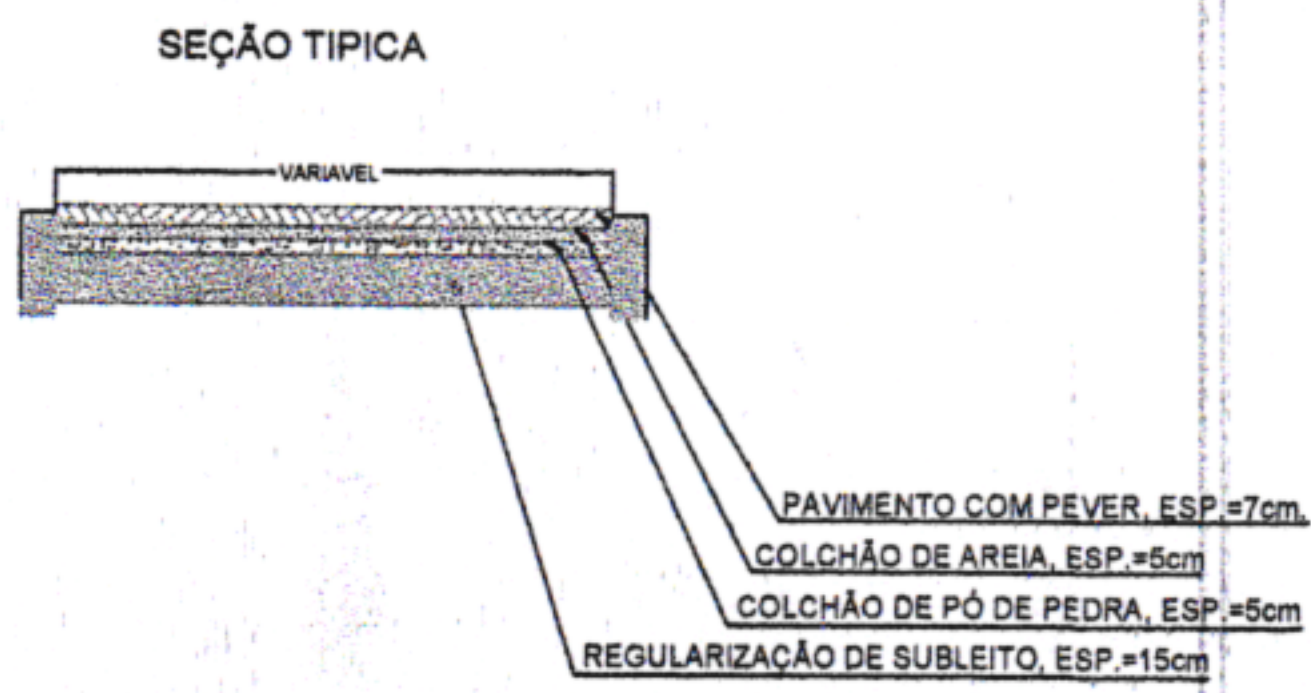 SEÇÃO TIPICA
VARIAVEL
PAVIMENTO COM PEVER, ESP.=7cm.
COLCHÃO DE AREIA, ESP.=5cm
COLCHÃO DE PÓ DE PEDRA, ESP.=5cm
REGULARIZAÇÃO DE SUBLEITO, ESP.=15cm